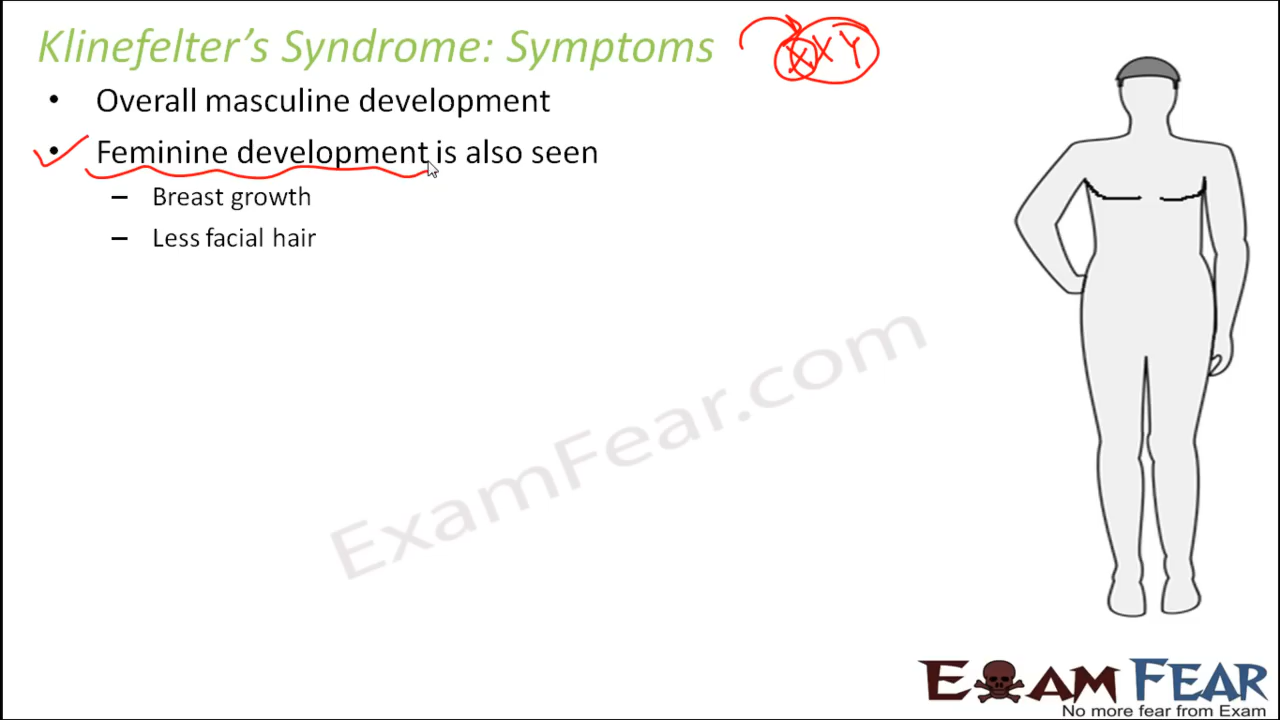 Klinefelter's Syndrome: Symptoms
XXY
• Overall masculine development
• Feminine development is also seen
– Breast growth
– Less facial hair
ExamFear.com
EXAM FEAR
No more fear from Exam